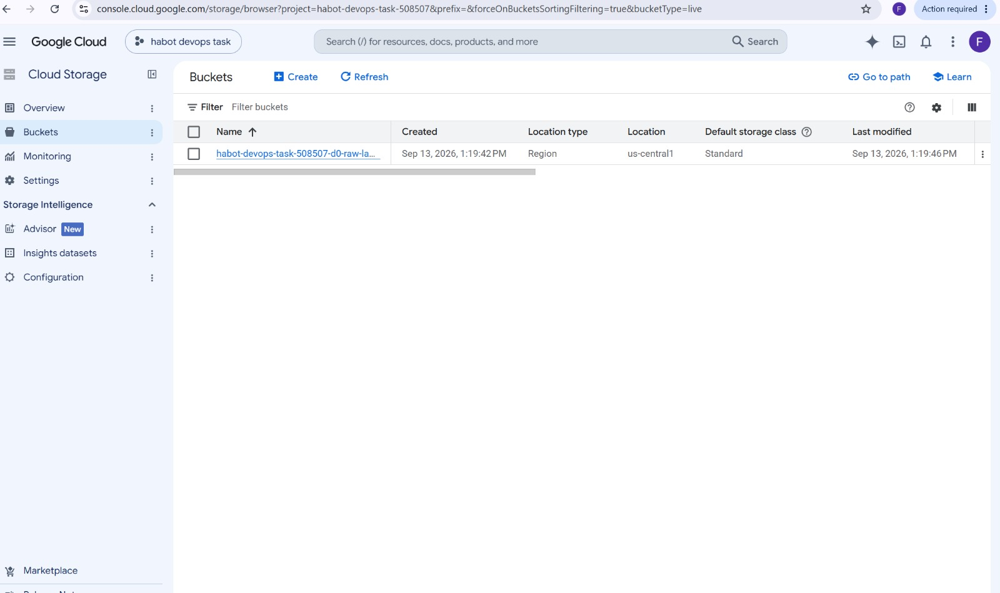 console.cloud.google.com/storage/browser?project=habot-devops-task-508507&prefix=&forceOnBucketsSortingFiltering=true&bucketType=live
F
Action required
Google Cloud
habot devops task
Search (/) for resources, docs, products, and more
Search
F
Cloud Storage
Overview
Buckets
Monitoring
Settings
Storage Intelligence
Advisor New
Insights datasets
Configuration
Marketplace
Buckets
Create
Refresh
Go to path
Learn
Filter Filter buckets
Name Created Location type Location Default storage class Last modified
habot-devops-task-508507-d0-raw-la... Sep 13, 2026, 1:19:42 PM Region us-central1 Standard Sep 13, 2026, 1:19:46 PM